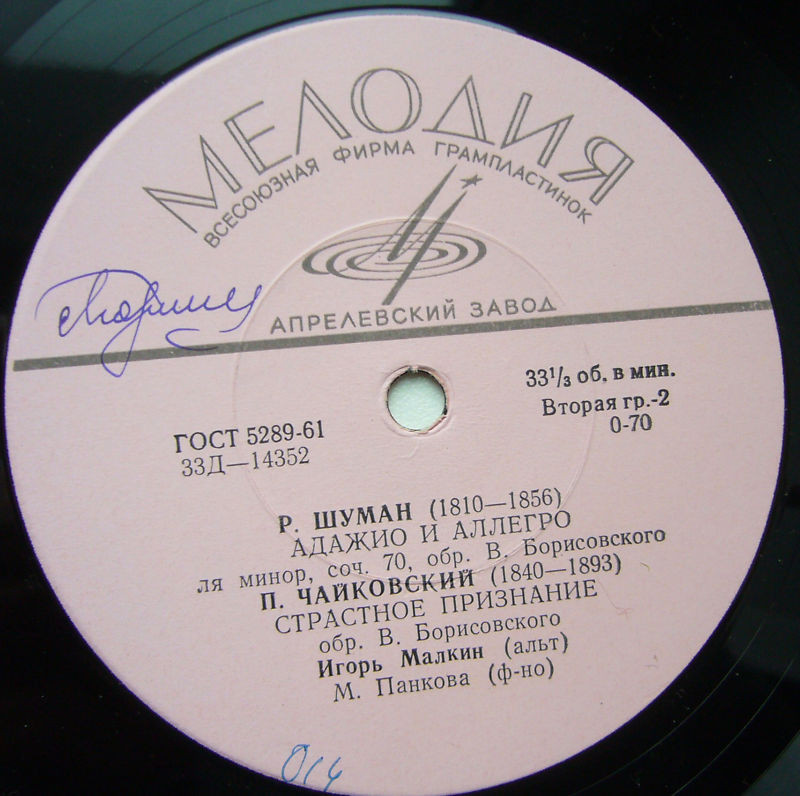 МЕЛОДИЯ
ВСЕСОЮЗНАЯ ФИРМА ГРАМПЛАСТИНОК
АПРЕЛЕВСКИЙ ЗАВОД
33⅓ об. в мин.
Вторая гр.-2
0-70
ГОСТ 5289-61
33Д—14352
Р. ШУМАН (1810—1856)
АДАЖИО И АЛЛЕГРО
ля минор, соч. 70, обр. В. Борисовского
П. ЧАЙКОВСКИЙ (1840—1893)
СТРАСТНОЕ ПРИЗНАНИЕ
обр. В. Борисовского
Игорь Малкин (альт)
М. Панкова (ф-но)